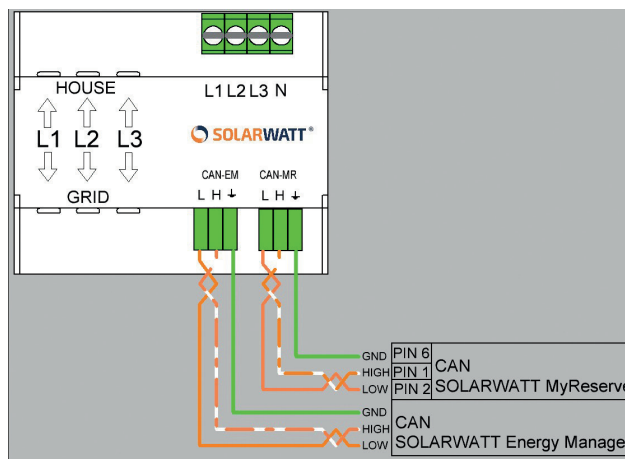 HOUSE
L1 L2 L3 N
L1 L2 L3
SOLARWATT®
GRID
CAN-EM CAN-MR
L H L H
GND PIN 6
HIGH PIN 1 CAN
LOW PIN 2 SOLARWATT MyReserve
GND
HIGH CAN
LOW SOLARWATT Energy Manage